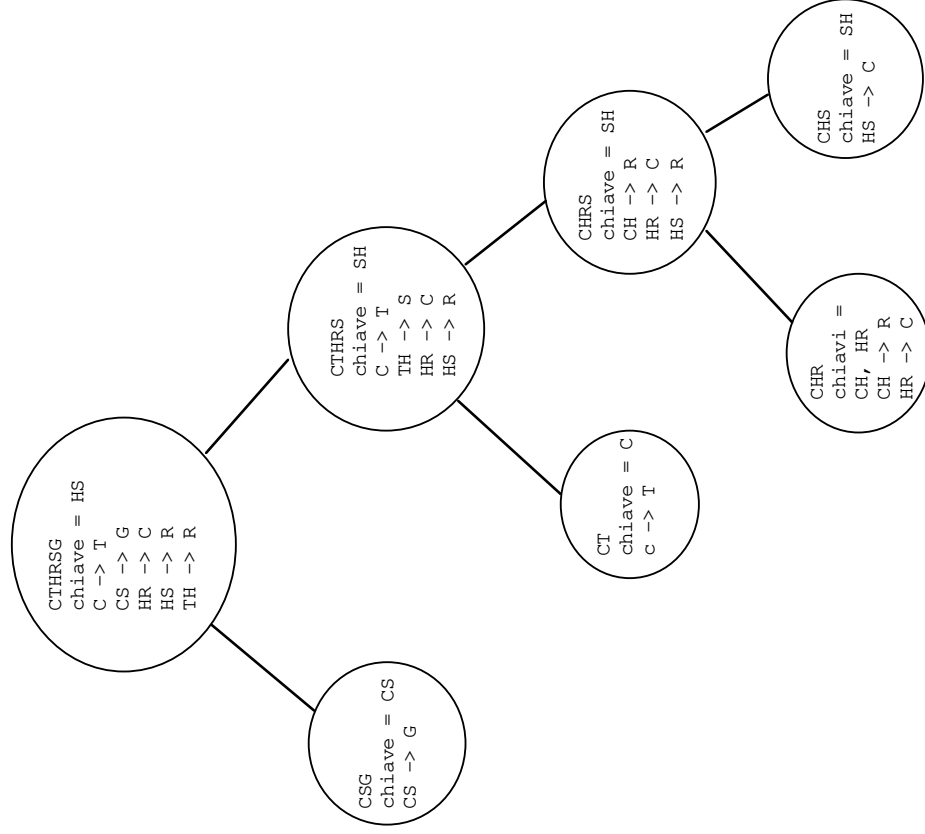 CTHRSG
chiave = HS
C -> T
CS -> G
HR -> C
HS -> R
TH -> R
CSG
chiave = CS
CS -> G
CTHRS
chiave = SH
C -> T
TH -> S
HR -> C
HS -> R
CT
chiave = C
c -> T
CHRS
chiave = SH
CH -> R
HR -> C
HS -> R
CHR
chiavi =
CH, HR
CH -> R
HR -> C
CHS
chiave = SH
HS -> C